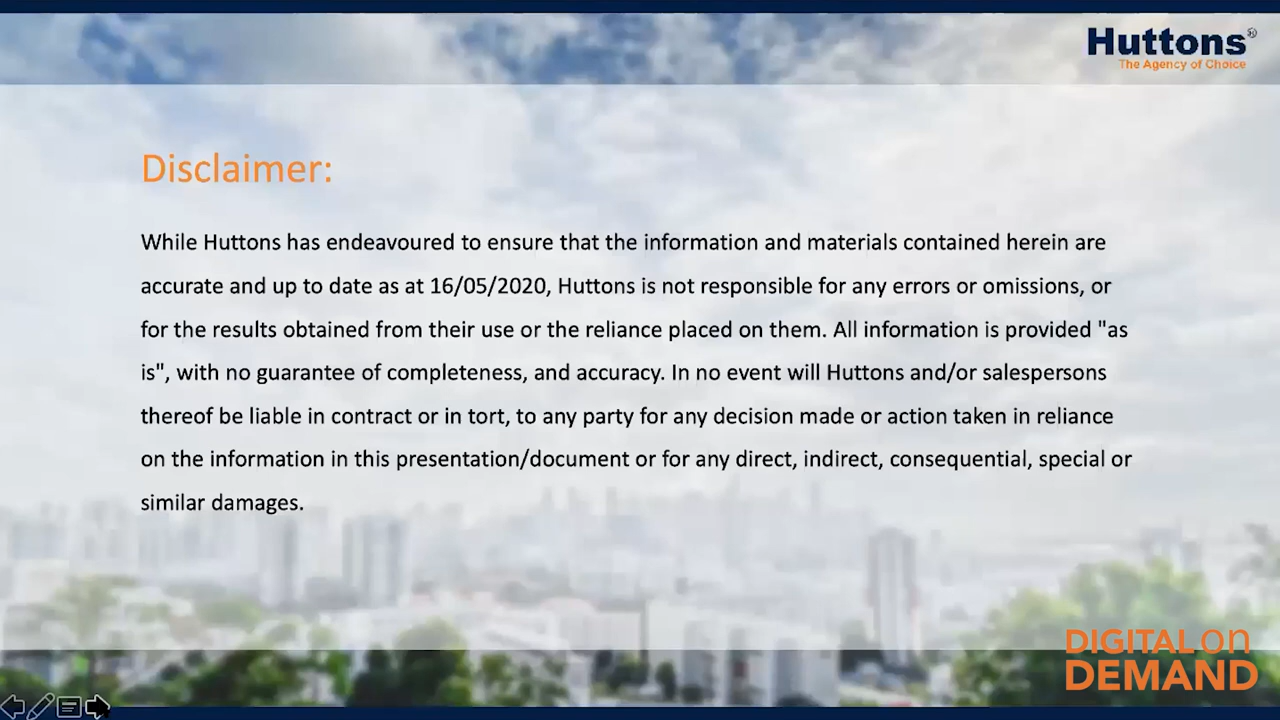 Huttons®
The Agency of Choice
Disclaimer:
While Huttons has endeavoured to ensure that the information and materials contained herein are
accurate and up to date as at 16/05/2020, Huttons is not responsible for any errors or omissions, or
for the results obtained from their use or the reliance placed on them. All information is provided "as
is", with no guarantee of completeness, and accuracy. In no event will Huttons and/or salespersons
thereof be liable in contract or in tort, to any party for any decision made or action taken in reliance
on the information in this presentation/document or for any direct, indirect, consequential, special or
similar damages.
DIGITAL on
DEMAND